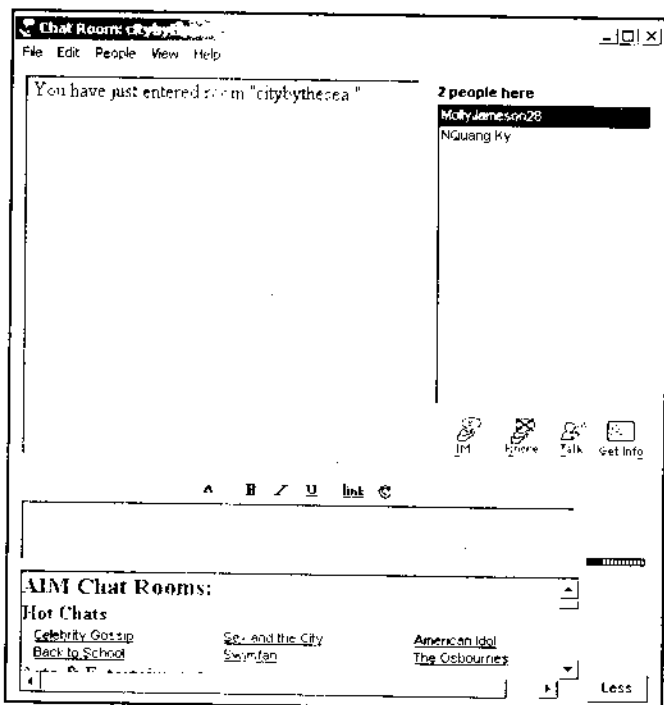 Chat Room:
File Edit People View Help
You have just entered room "citybythesea "
2 people here
MollyJameson28
NQuang Ky
IM Talk Get Info
A B I U link
AIM Chat Rooms:
Hot Chats
Celebrity Gossip Sex and the City American Idol
Back to School Swimfan The Osbournes
Less